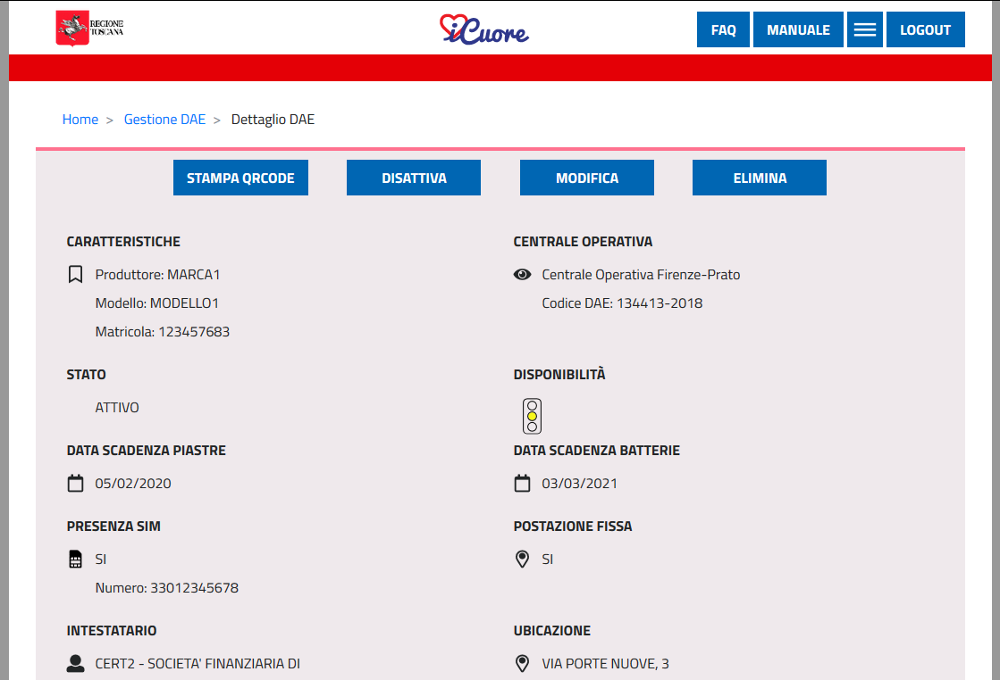 REGIONE
TOSCANA
iCuore
FAQ
MANUALE
LOGOUT
Home > Gestione DAE > Dettaglio DAE
STAMPA QRCODE
DISATTIVA
MODIFICA
ELIMINA
CARATTERISTICHE
Produttore: MARCA1
Modello: MODELLO1
Matricola: 123457683
CENTRALE OPERATIVA
Centrale Operativa Firenze-Prato
Codice DAE: 134413-2018
STATO
ATTIVO
DISPONIBILITÀ
DATA SCADENZA PIASTRE
05/02/2020
DATA SCADENZA BATTERIE
03/03/2021
PRESENZA SIM
SI
Numero: 33012345678
POSTAZIONE FISSA
SI
INTESTATARIO
CERT2 - SOCIETA' FINANZIARIA DI
UBICAZIONE
VIA PORTE NUOVE, 3